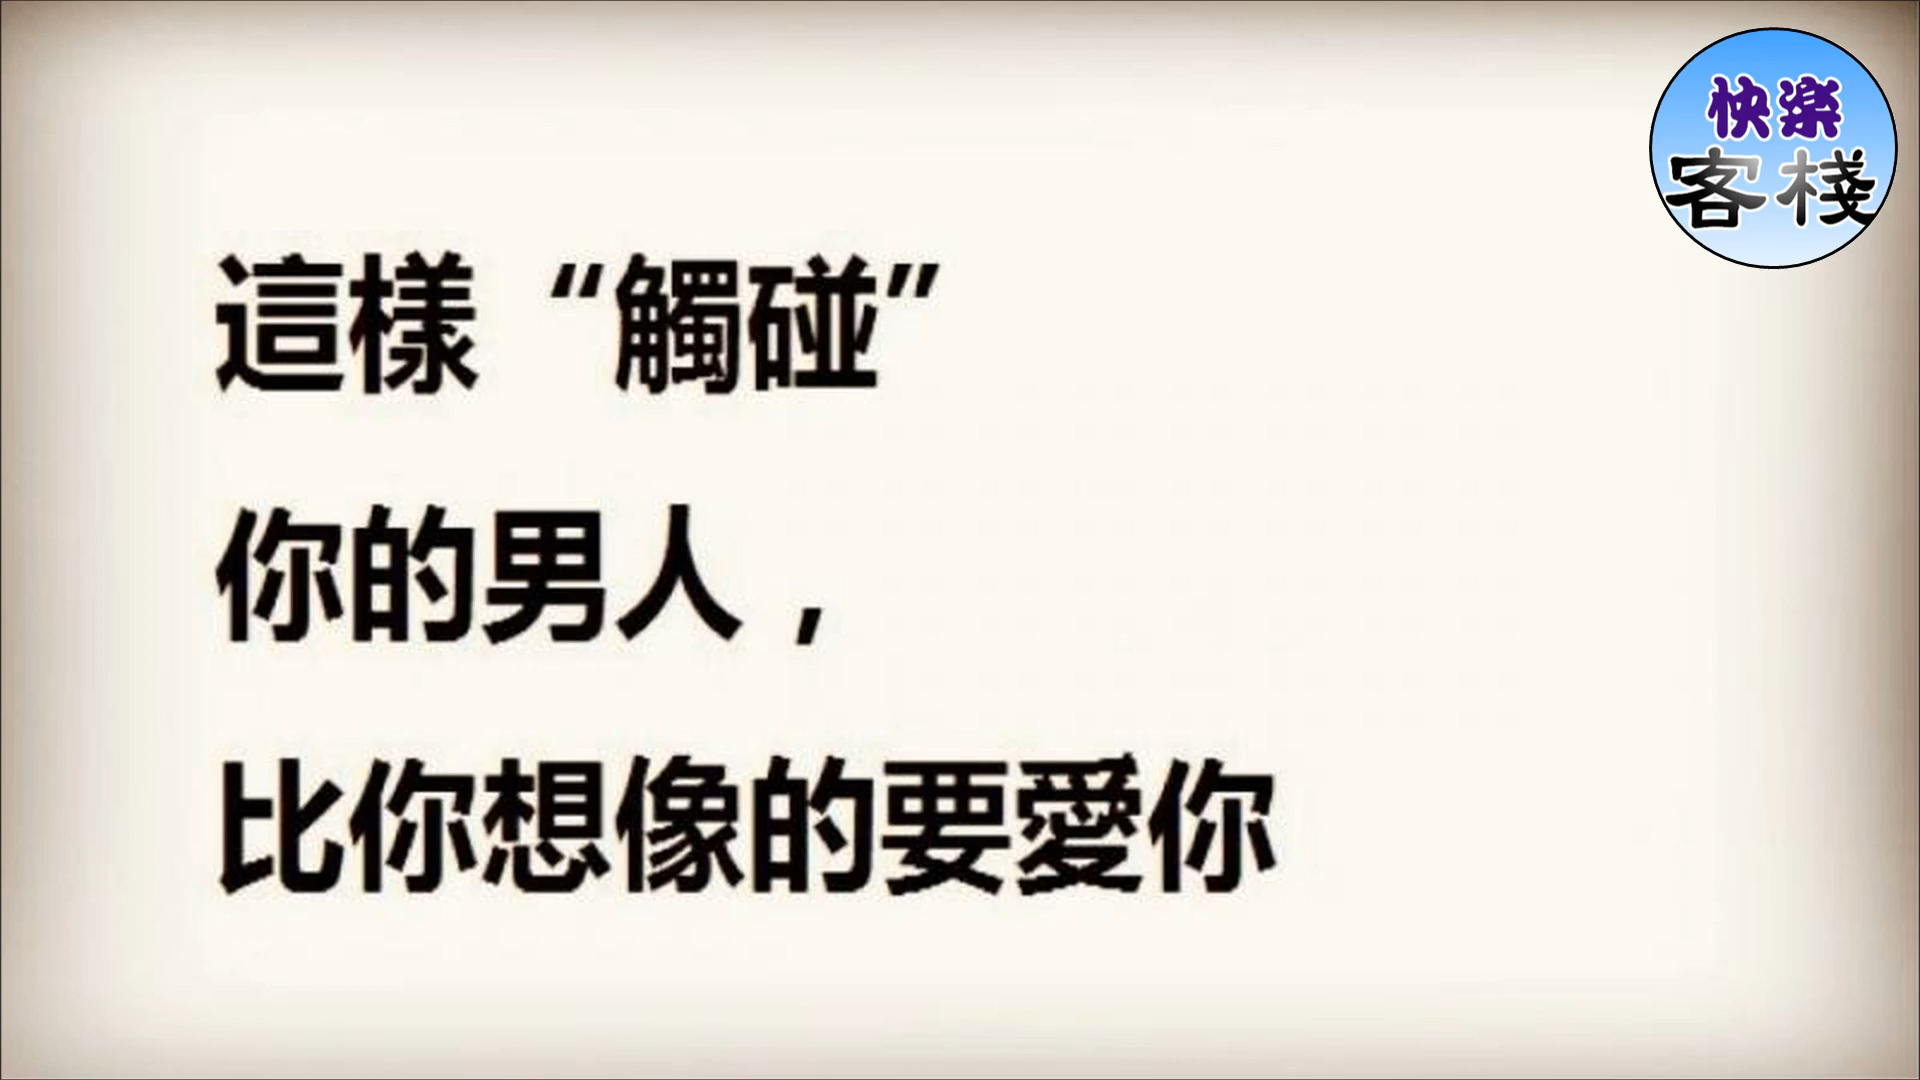 快楽
客棧
這樣“觸碰”
你的男人，
比你想像的要愛你